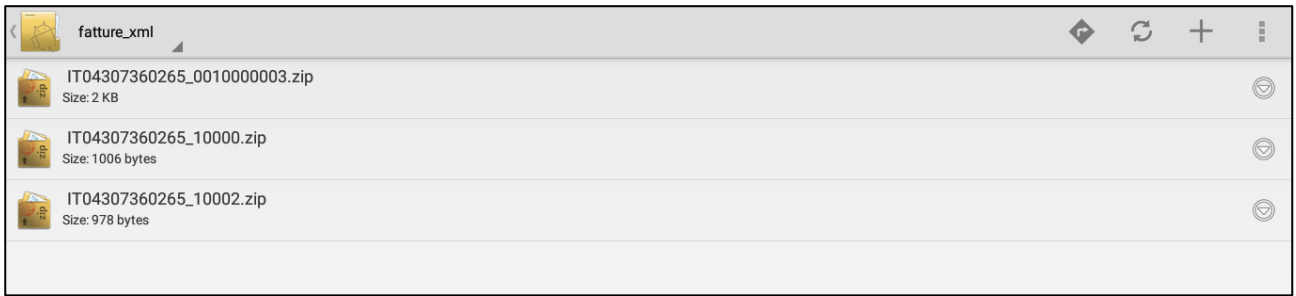 fatture_xml
IT04307360265_0010000003.zip
Size: 2 KB
IT04307360265_10000.zip
Size: 1006 bytes
IT04307360265_10002.zip
Size: 978 bytes